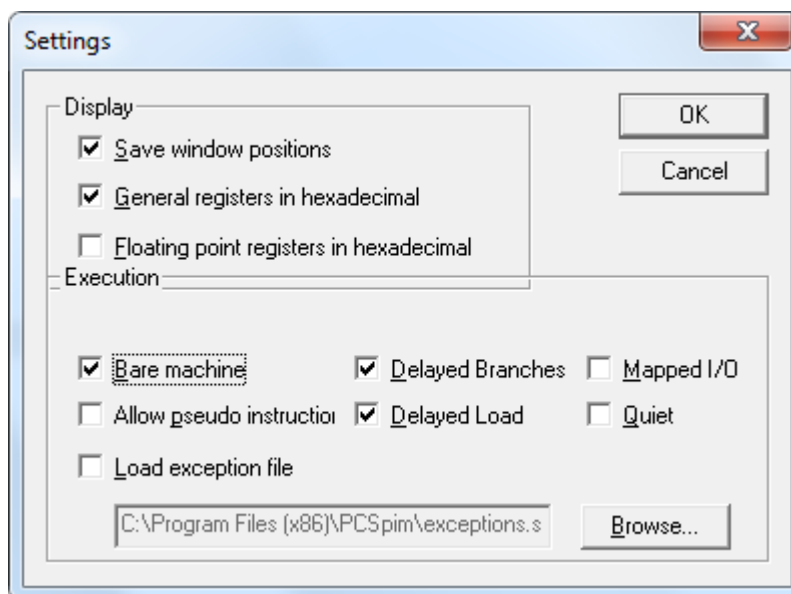 Settings
Display
OK
Save window positions
Cancel
General registers in hexadecimal
Floating point registers in hexadecimal
Execution
Bare machine
Delayed Branches
Mapped I/O
Allow pseudo instruction
Delayed Load
Quiet
Load exception file
C:\Program Files (x86)\PCSpim\exceptions.s
Browse...